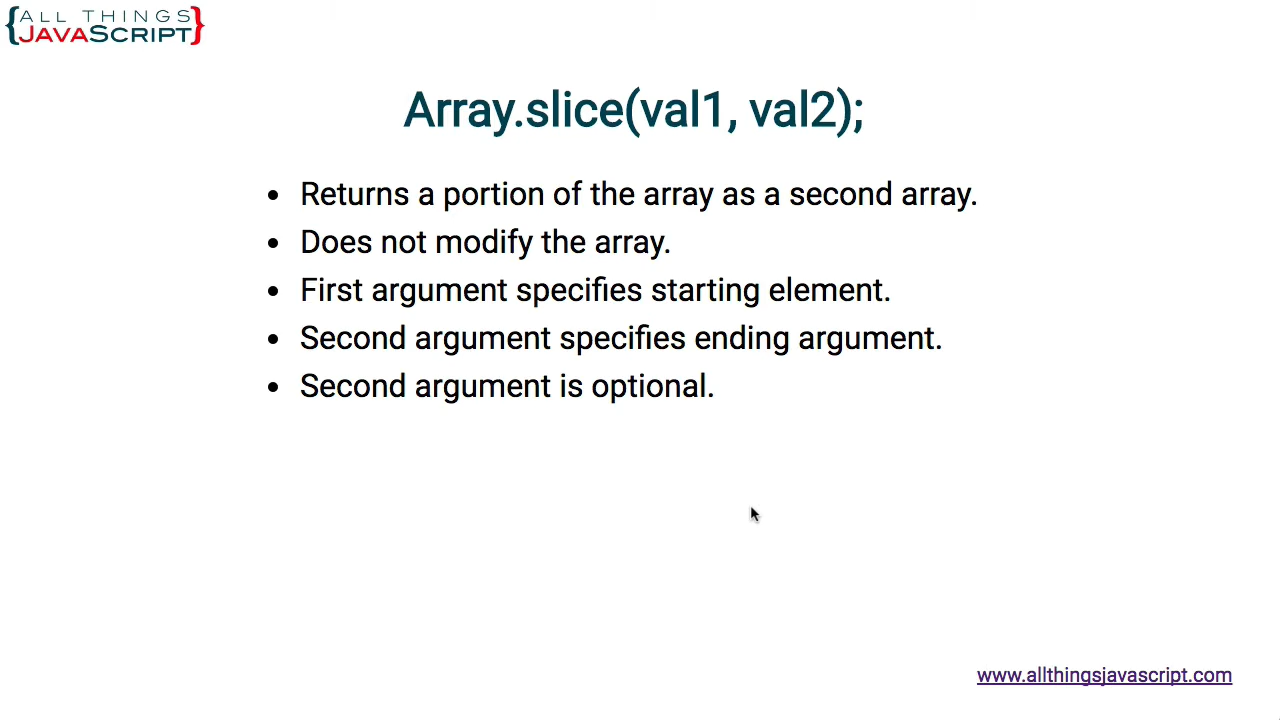 {ALL THINGS
JAVASCRIPT}
Array.slice(val1, val2);
• Returns a portion of the array as a second array.
• Does not modify the array.
• First argument specifies starting element.
• Second argument specifies ending argument.
• Second argument is optional.
www.allthingsjavascript.com